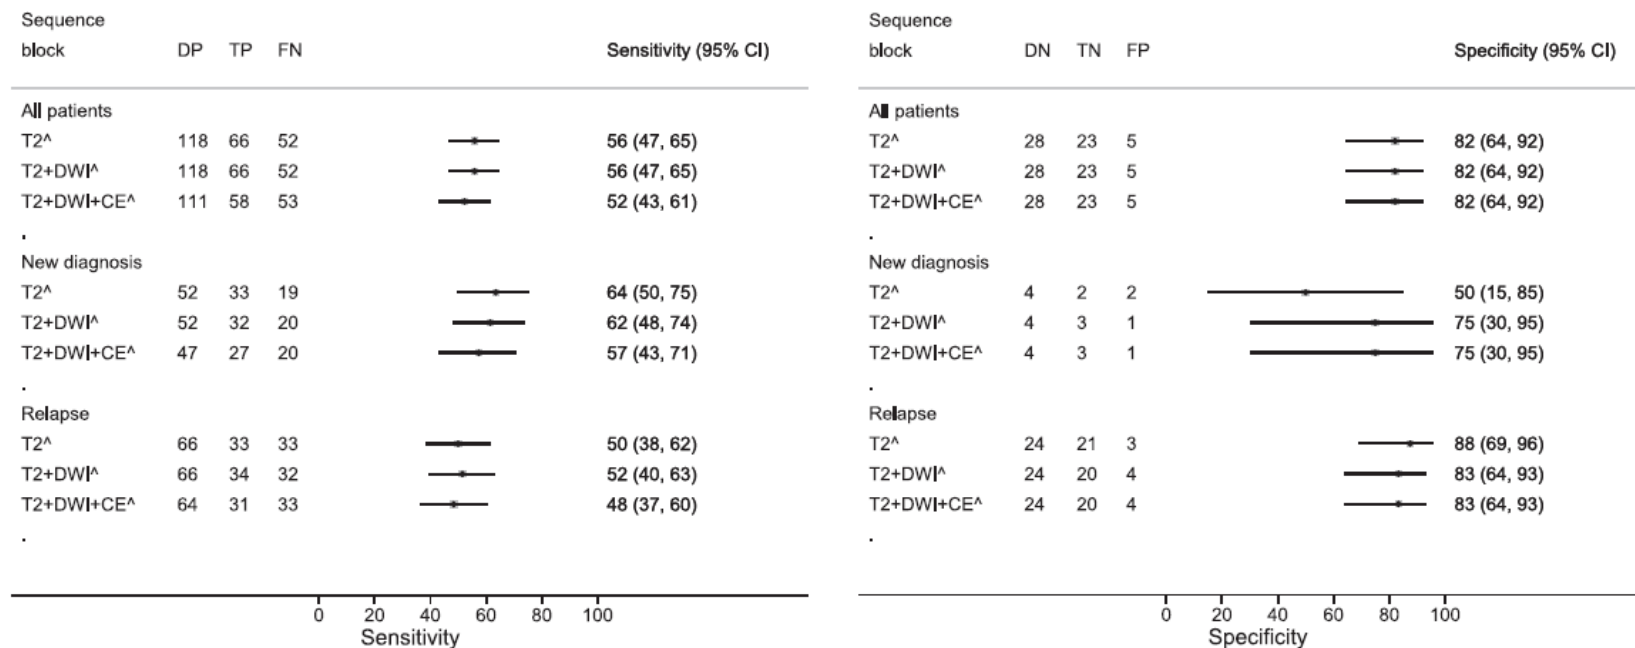 Sequence
block DP TP FN Sensitivity (95% CI)
All patients
T2^ 118 66 52 56 (47, 65)
T2+DWI^ 118 66 52 56 (47, 65)
T2+DWI+CE^ 111 58 53 52 (43, 61)
.
New diagnosis
T2^ 52 33 19 64 (50, 75)
T2+DWI^ 52 32 20 62 (48, 74)
T2+DWI+CE^ 47 27 20 57 (43, 71)
.
Relapse
T2^ 66 33 33 50 (38, 62)
T2+DWI^ 66 34 32 52 (40, 63)
T2+DWI+CE^ 64 31 33 48 (37, 60)
.
0 20 40 60 80 100
Sensitivity
Sequence
block DN TN FP Specificity (95% CI)
All patients
T2^ 28 23 5 82 (64, 92)
T2+DWI^ 28 23 5 82 (64, 92)
T2+DWI+CE^ 28 23 5 82 (64, 92)
.
New diagnosis
T2^ 4 2 2 50 (15, 85)
T2+DWI^ 4 3 1 75 (30, 95)
T2+DWI+CE^ 4 3 1 75 (30, 95)
.
Relapse
T2^ 24 21 3 88 (69, 96)
T2+DWI^ 24 20 4 83 (64, 93)
T2+DWI+CE^ 24 20 4 83 (64, 93)
.
0 20 40 60 80 100
Specificity